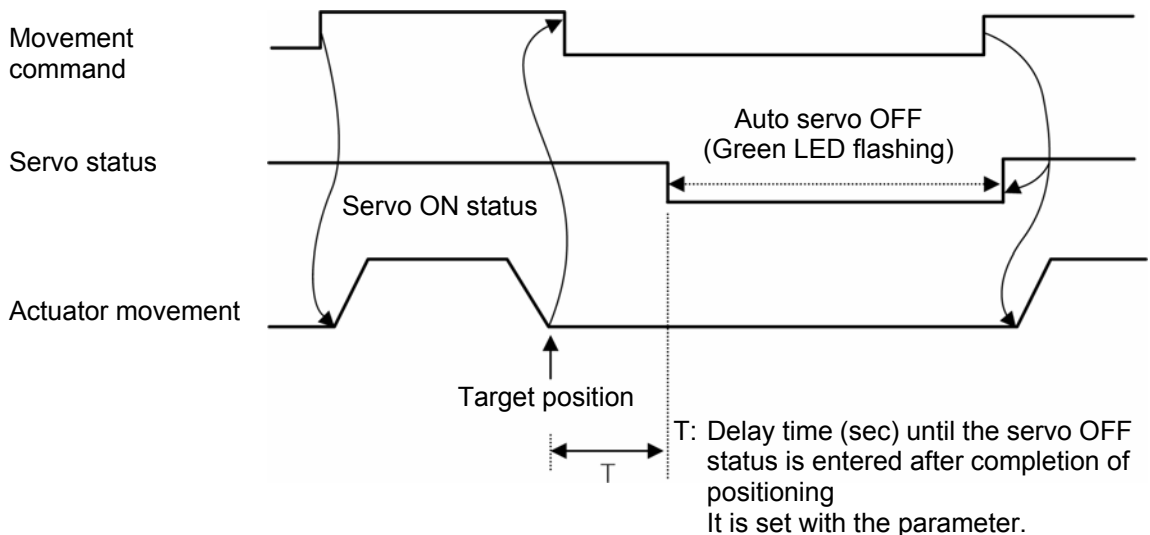 Movement
command
Auto servo OFF
(Green LED flashing)
Servo status
Servo ON status
Actuator movement
Target position
T
T: Delay time (sec) until the servo OFF
status is entered after completion of
positioning
It is set with the parameter.